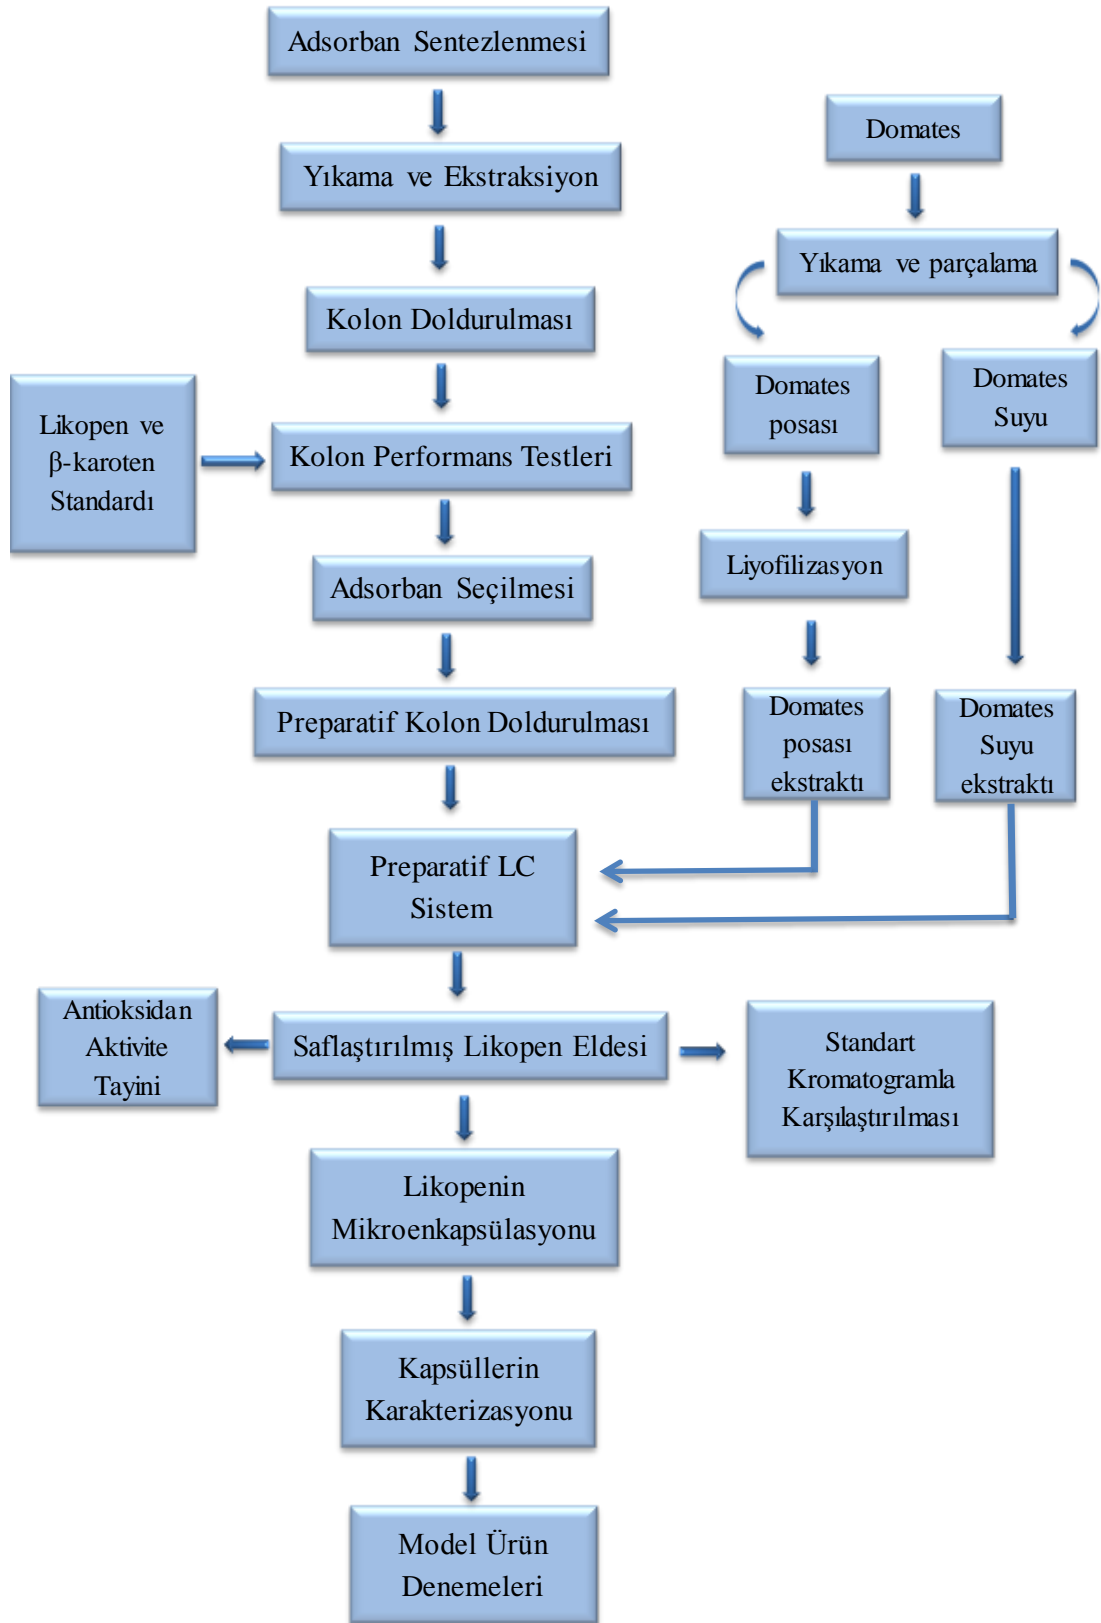 Adsorban Sentezlenmesi
Yıkama ve Ekstraksiyon
Kolon Doldurulması
Likopen ve
β-karoten
Standardı
Kolon Performans Testleri
Adsorban Seçilmesi
Preparatif Kolon Doldurulması
Domates
Yıkama ve parçalama
Domates
posası
Domates
Suyu
Liyofilizasyon
Domates
posası
ekstraktı
Domates
Suyu
ekstraktı
Preparatif LC
Sistem
Antioksidan
Aktivite
Tayini
Saflaştırılmış Likopen Eldesi
Standart
Kromatogramla
Karşılaştırılması
Likopenin
Mikroenkapsülasyonu
Kapsüllerin
Karakterizasyonu
Model Ürün
Denemeleri